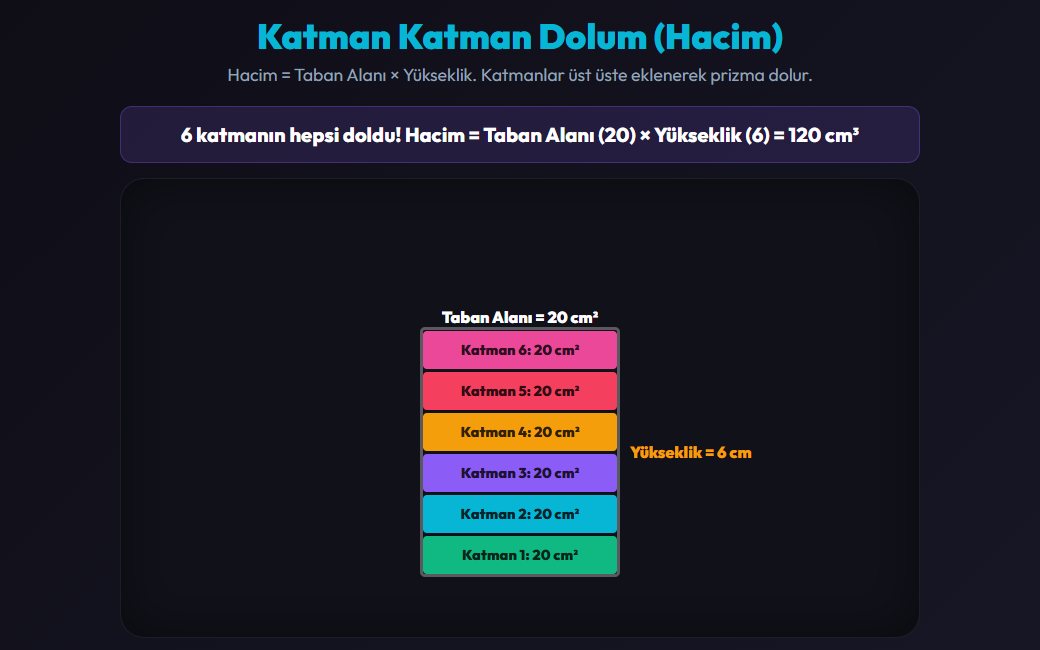 Katman Katman Dolum (Hacim)
Hacim = Taban Alanı × Yükseklik. Katmanlar üst üste eklenerek prizma dolur.
6 katmanın hepsi doldu! Hacim = Taban Alanı (20) × Yükseklik (6) = 120 cm³
Taban Alanı = 20 cm²
Katman 6: 20 cm²
Katman 5: 20 cm²
Katman 4: 20 cm²
Yükseklik = 6 cm
Katman 3: 20 cm²
Katman 2: 20 cm²
Katman 1: 20 cm²